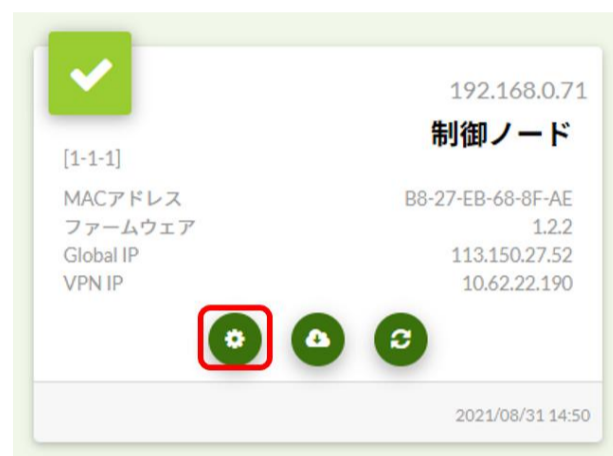 192.168.0.71
制御ノード
[1-1-1]
MACアドレス B8-27-EB-68-8F-AE
ファームウェア 1.2.2
Global IP 113.150.27.52
VPN IP 10.62.22.190
2021/08/31 14:50